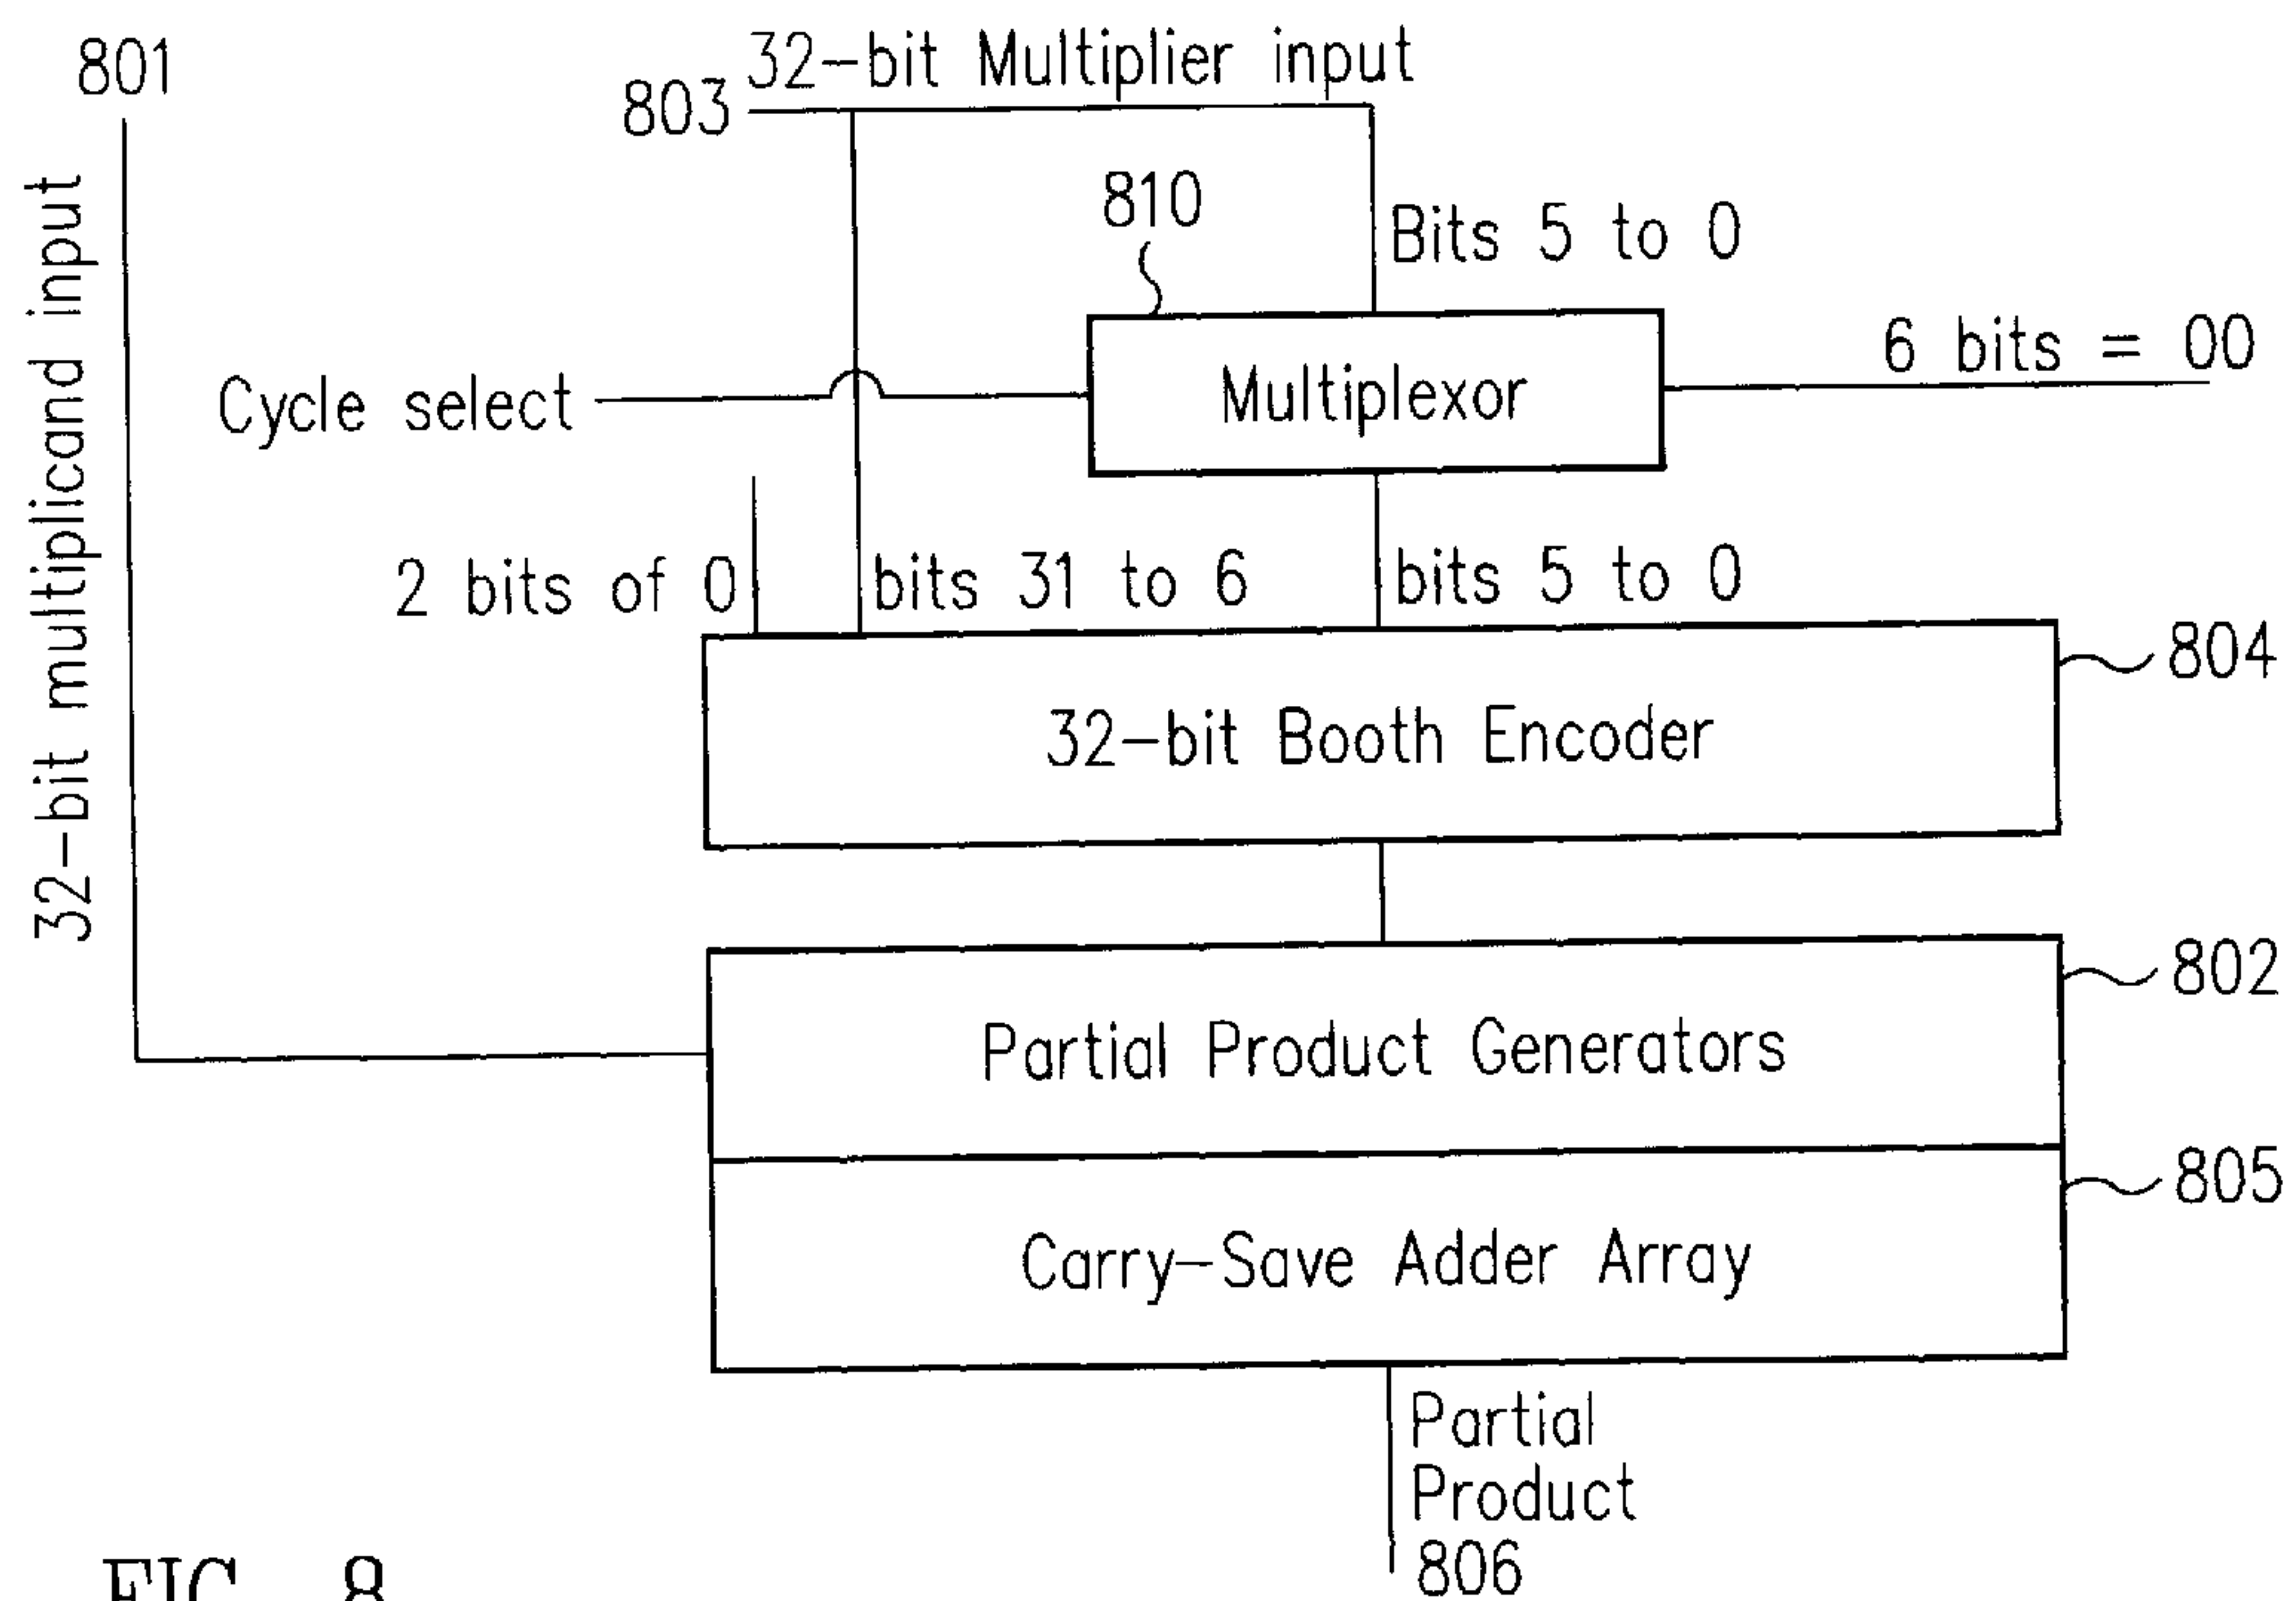 801
32-bit Multiplier input
803
810
Bits 5 to 0
6 bits = 00
Cycle select
Multiplexor
32-bit multiplicand input
2 bits of 0
bits 31 to 6
bits 5 to 0
804
32-bit Booth Encoder
802
Partial Product Generators
805
Carry-Save Adder Array
Partial
Product
806
FIG. 8